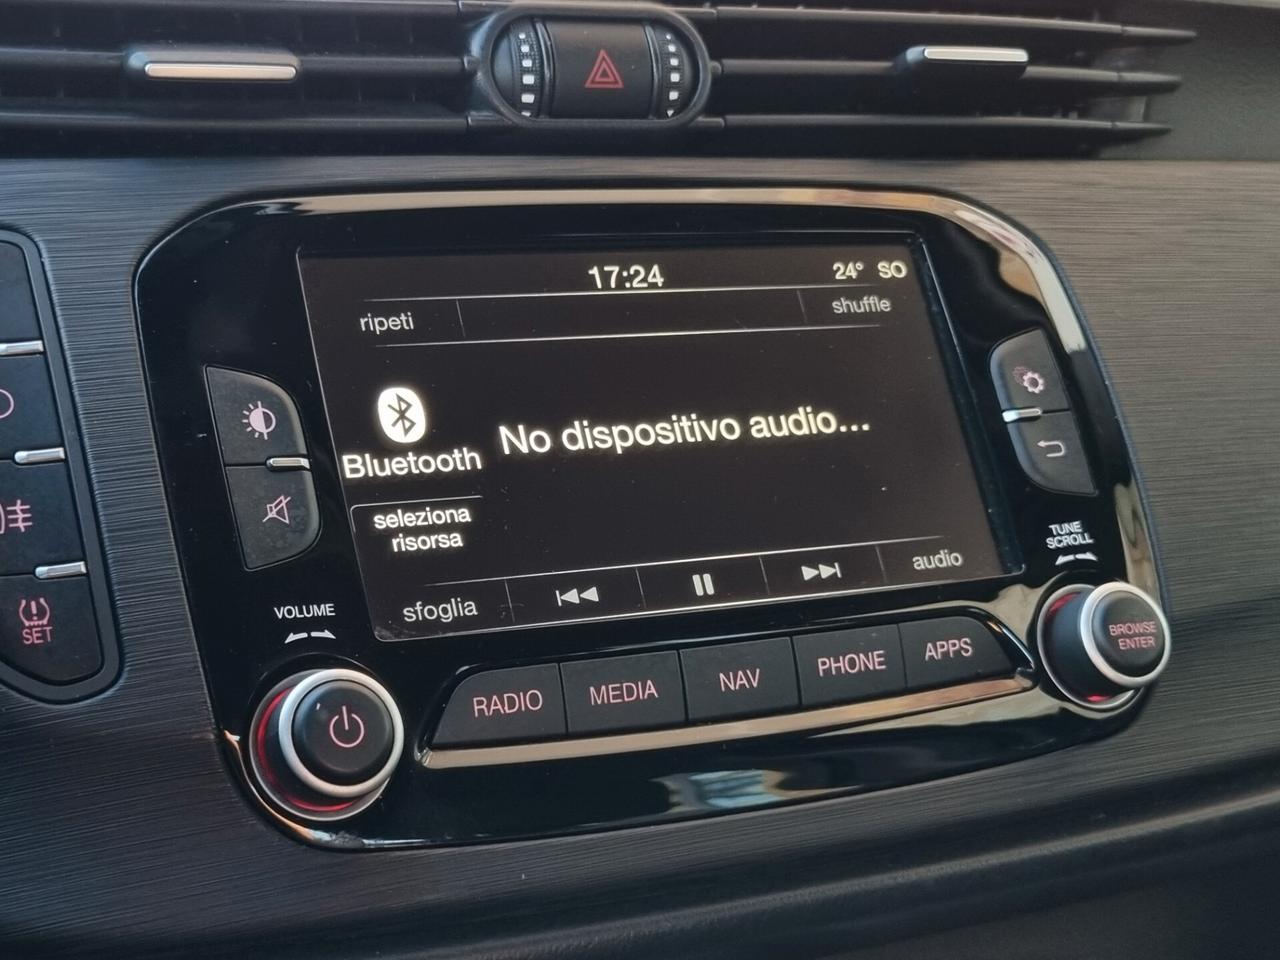 17:24
24° SO
ripeti
shuffle
Bluetooth
No dispositivo audio...
seleziona
risorsa
sfoglia
audio
VOLUME
TUNE
SCROLL
BROWSE
ENTER
RADIO
MEDIA
NAV
PHONE
APPS
SET